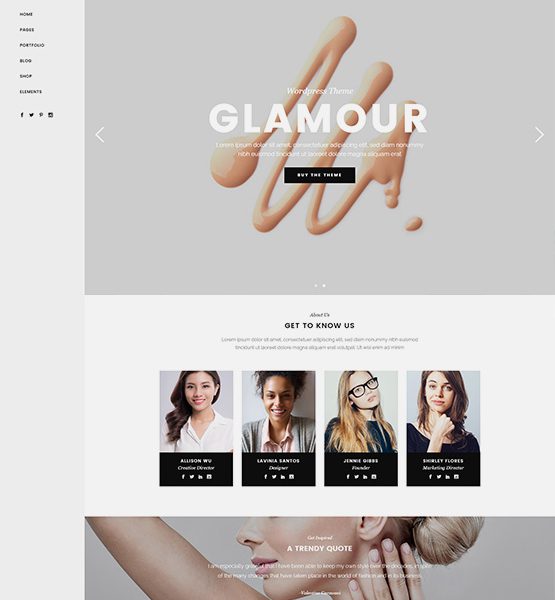 HOME
PAGES
PORTFOLIO
BLOG
SHOP
ELEMENTS
Wordpress Theme
GLAMOUR
Lorem ipsum dolor sit amet, consectetuer adipiscing elit, sed diam nonummy
nibh euismod tincidunt ut laoreet dolore magna aliquam erat.
BUY THE THEME
About Us
GET TO KNOW US
Lorem ipsum dolor sit amet, consectetuer adipiscing elit, sed diam nonummy
tincidunt ut laoreet dolore magna aliquam erat volutpat. Ut wisi enim ad minim
ALLISON WU
Creative Director
LAVINIA SANTOS
Designer
JENNIE GIBBS
Founder
SHIRLEY FLORES
Marketing Director
Get Inspired
A TRENDY QUOTE
I am especially grateful that I have been able to keep my own style over the decades, in spite
of the many changes that have taken place in the world of fashion and in its business.
-Valentino Garavani